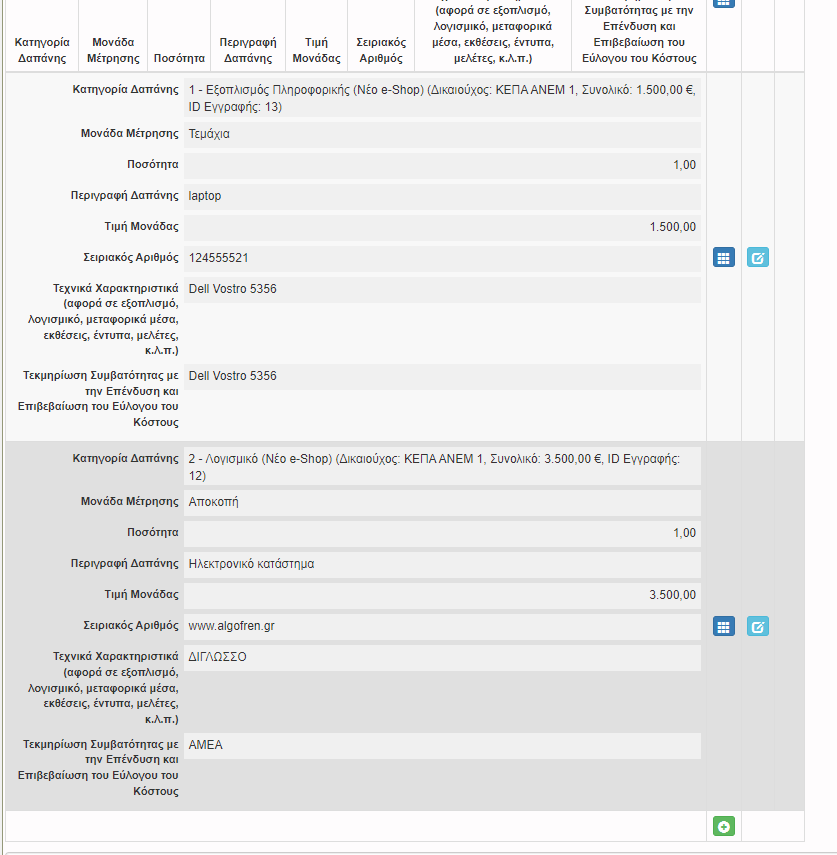 (αφορά σε εξοπλισμό, Συμβατότητας με την
λογισμικό, μεταφορικά Επένδυση και
Κατηγορία Μονάδα Περιγραφή Τιμή Σειριακός μέσα, εκθέσεις, έντυπα, Επιβεβαίωση του
Δαπάνης Μέτρησης Ποσότητα Δαπάνης Μονάδας Αριθμός μελέτες, κ.λ.π.) Εύλογου του Κόστους
Κατηγορία Δαπάνης 1 - Εξοπλισμός Πληροφορικής (Νέο e-Shop) (Δικαιούχος: ΚΕΠΑ ΑΝΕΜ 1, Συνολικό: 1.500,00 €,
ID Εγγραφής: 13)
Μονάδα Μέτρησης Τεμάχια
Ποσότητα 1,00
Περιγραφή Δαπάνης laptop
Τιμή Μονάδας 1.500,00
Σειριακός Αριθμός 124555521
Τεχνικά Χαρακτηριστικά Dell Vostro 5356
(αφορά σε εξοπλισμό,
λογισμικό, μεταφορικά μέσα,
εκθέσεις, έντυπα, μελέτες,
κ.λ.π.)
Τεκμηρίωση Συμβατότητας με Dell Vostro 5356
την Επένδυση και
Επιβεβαίωση του Εύλογου του
Κόστους
Κατηγορία Δαπάνης 2 - Λογισμικό (Νέο e-Shop) (Δικαιούχος: ΚΕΠΑ ΑΝΕΜ 1, Συνολικό: 3.500,00 €, ID Εγγραφής:
12)
Μονάδα Μέτρησης Αποκοπή
Ποσότητα 1,00
Περιγραφή Δαπάνης Ηλεκτρονικό κατάστημα
Τιμή Μονάδας 3.500,00
Σειριακός Αριθμός www.algofren.gr
Τεχνικά Χαρακτηριστικά ΔΙΓΛΩΣΣΟ
(αφορά σε εξοπλισμό,
λογισμικό, μεταφορικά μέσα,
εκθέσεις, έντυπα, μελέτες,
κ.λ.π.)
Τεκμηρίωση Συμβατότητας με ΑΜΕΑ
την Επένδυση και
Επιβεβαίωση του Εύλογου του
Κόστους